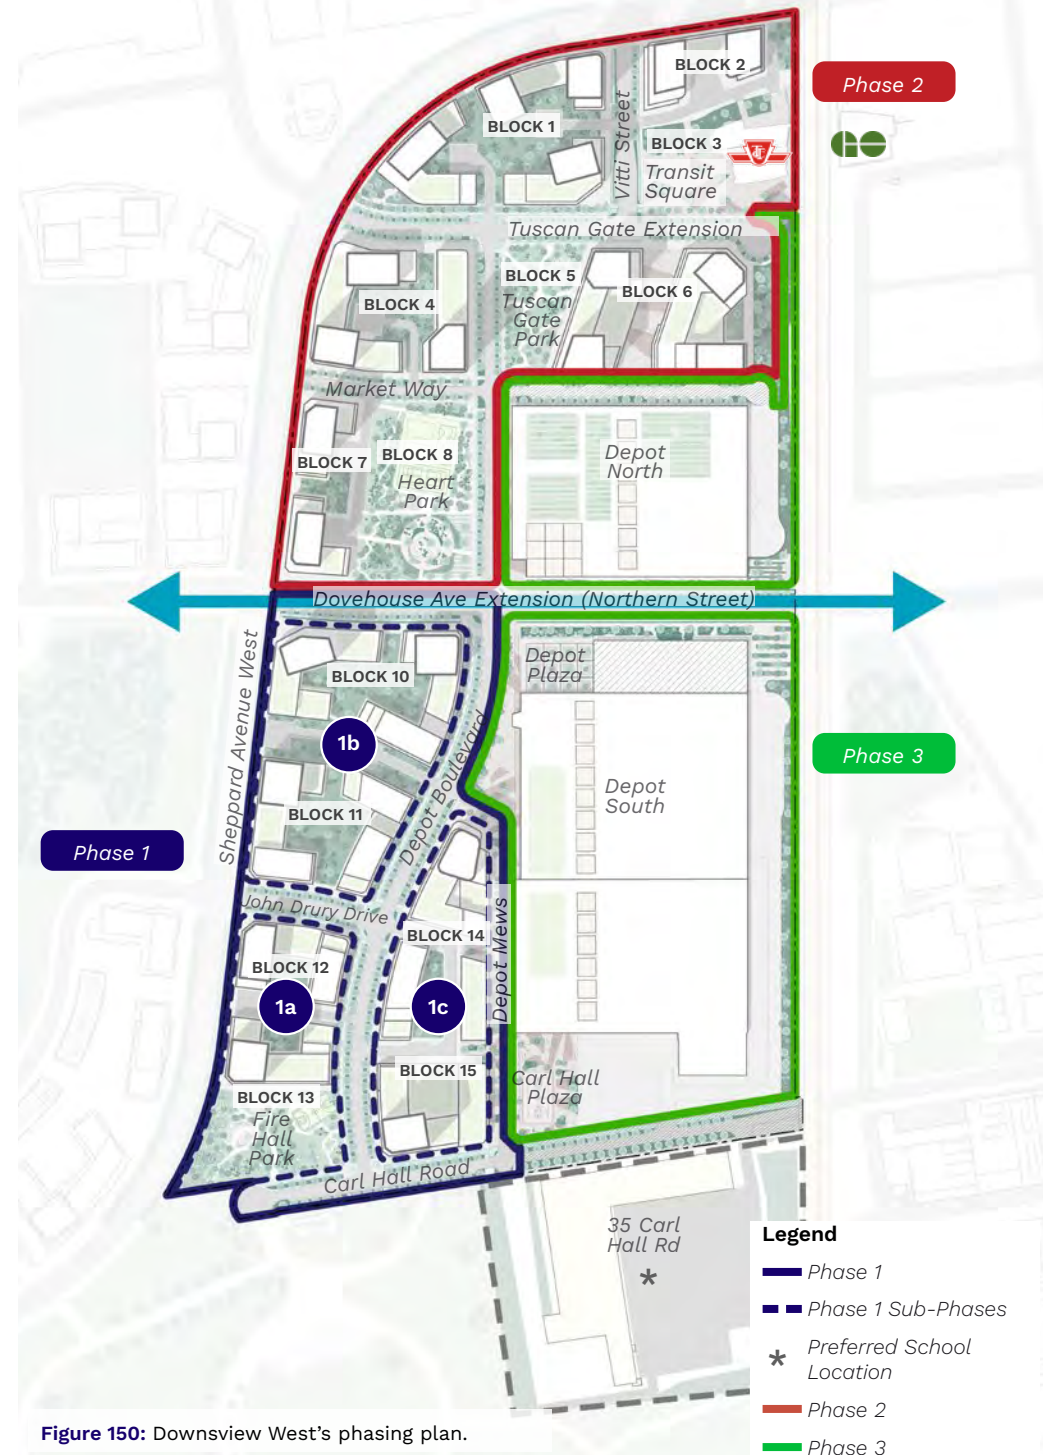 BLOCK 2
Phase 2
BLOCK 1
Vitti Street
BLOCK 3
TTC
GO
Transit
Square
Tuscan Gate Extension
BLOCK 5
BLOCK 6
BLOCK 4
Tuscan
Gate
Park
Market Way
BLOCK 7
BLOCK 8
Heart
Park
Depot
North
Dovehouse Ave Extension (Northern Street)
Sheppard Avenue West
Depot
Plaza
BLOCK 10
1b
Depot Boulevard
Phase 3
Depot
South
BLOCK 11
Phase 1
John Drury Drive
BLOCK 14
Depot Mews
BLOCK 12
1a
1c
BLOCK 15
Carl Hall
Plaza
BLOCK 13
Fire
Hall
Park
Carl Hall Road
35 Carl
Hall Rd
*
Legend
Phase 1
Phase 1 Sub-Phases
* Preferred School
Location
Phase 2
Phase 3
Figure 150: Downsview West's phasing plan.